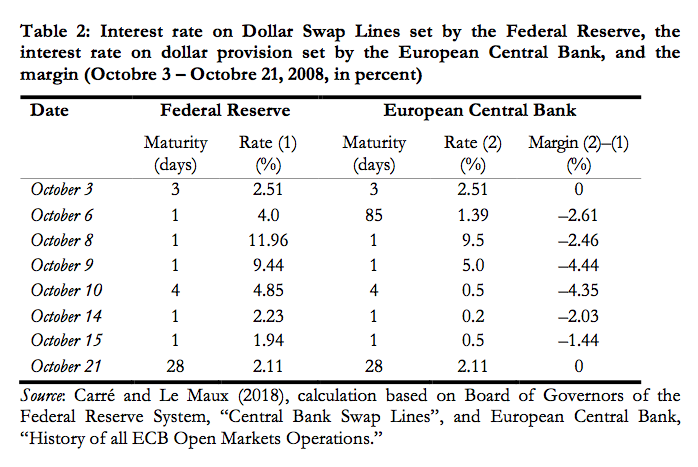 Table 2: Interest rate on Dollar Swap Lines set by the Federal Reserve, the
interest rate on dollar provision set by the European Central Bank, and the
margin (Octobre 3 – Octobre 21, 2008, in percent)
Date Federal Reserve European Central Bank
Maturity Rate (1) Maturity Rate (2) Margin (2)–(1)
(days) (%) (days) (%) (%)
October 3 3 2.51 3 2.51 0
October 6 1 4.0 85 1.39 –2.61
October 8 1 11.96 1 9.5 –2.46
October 9 1 9.44 1 5.0 –4.44
October 10 4 4.85 4 0.5 –4.35
October 14 1 2.23 1 0.2 –2.03
October 15 1 1.94 1 0.5 –1.44
October 21 28 2.11 28 2.11 0
Source: Carré and Le Maux (2018), calculation based on Board of Governors of the
Federal Reserve System, “Central Bank Swap Lines”, and European Central Bank,
“History of all ECB Open Markets Operations.”